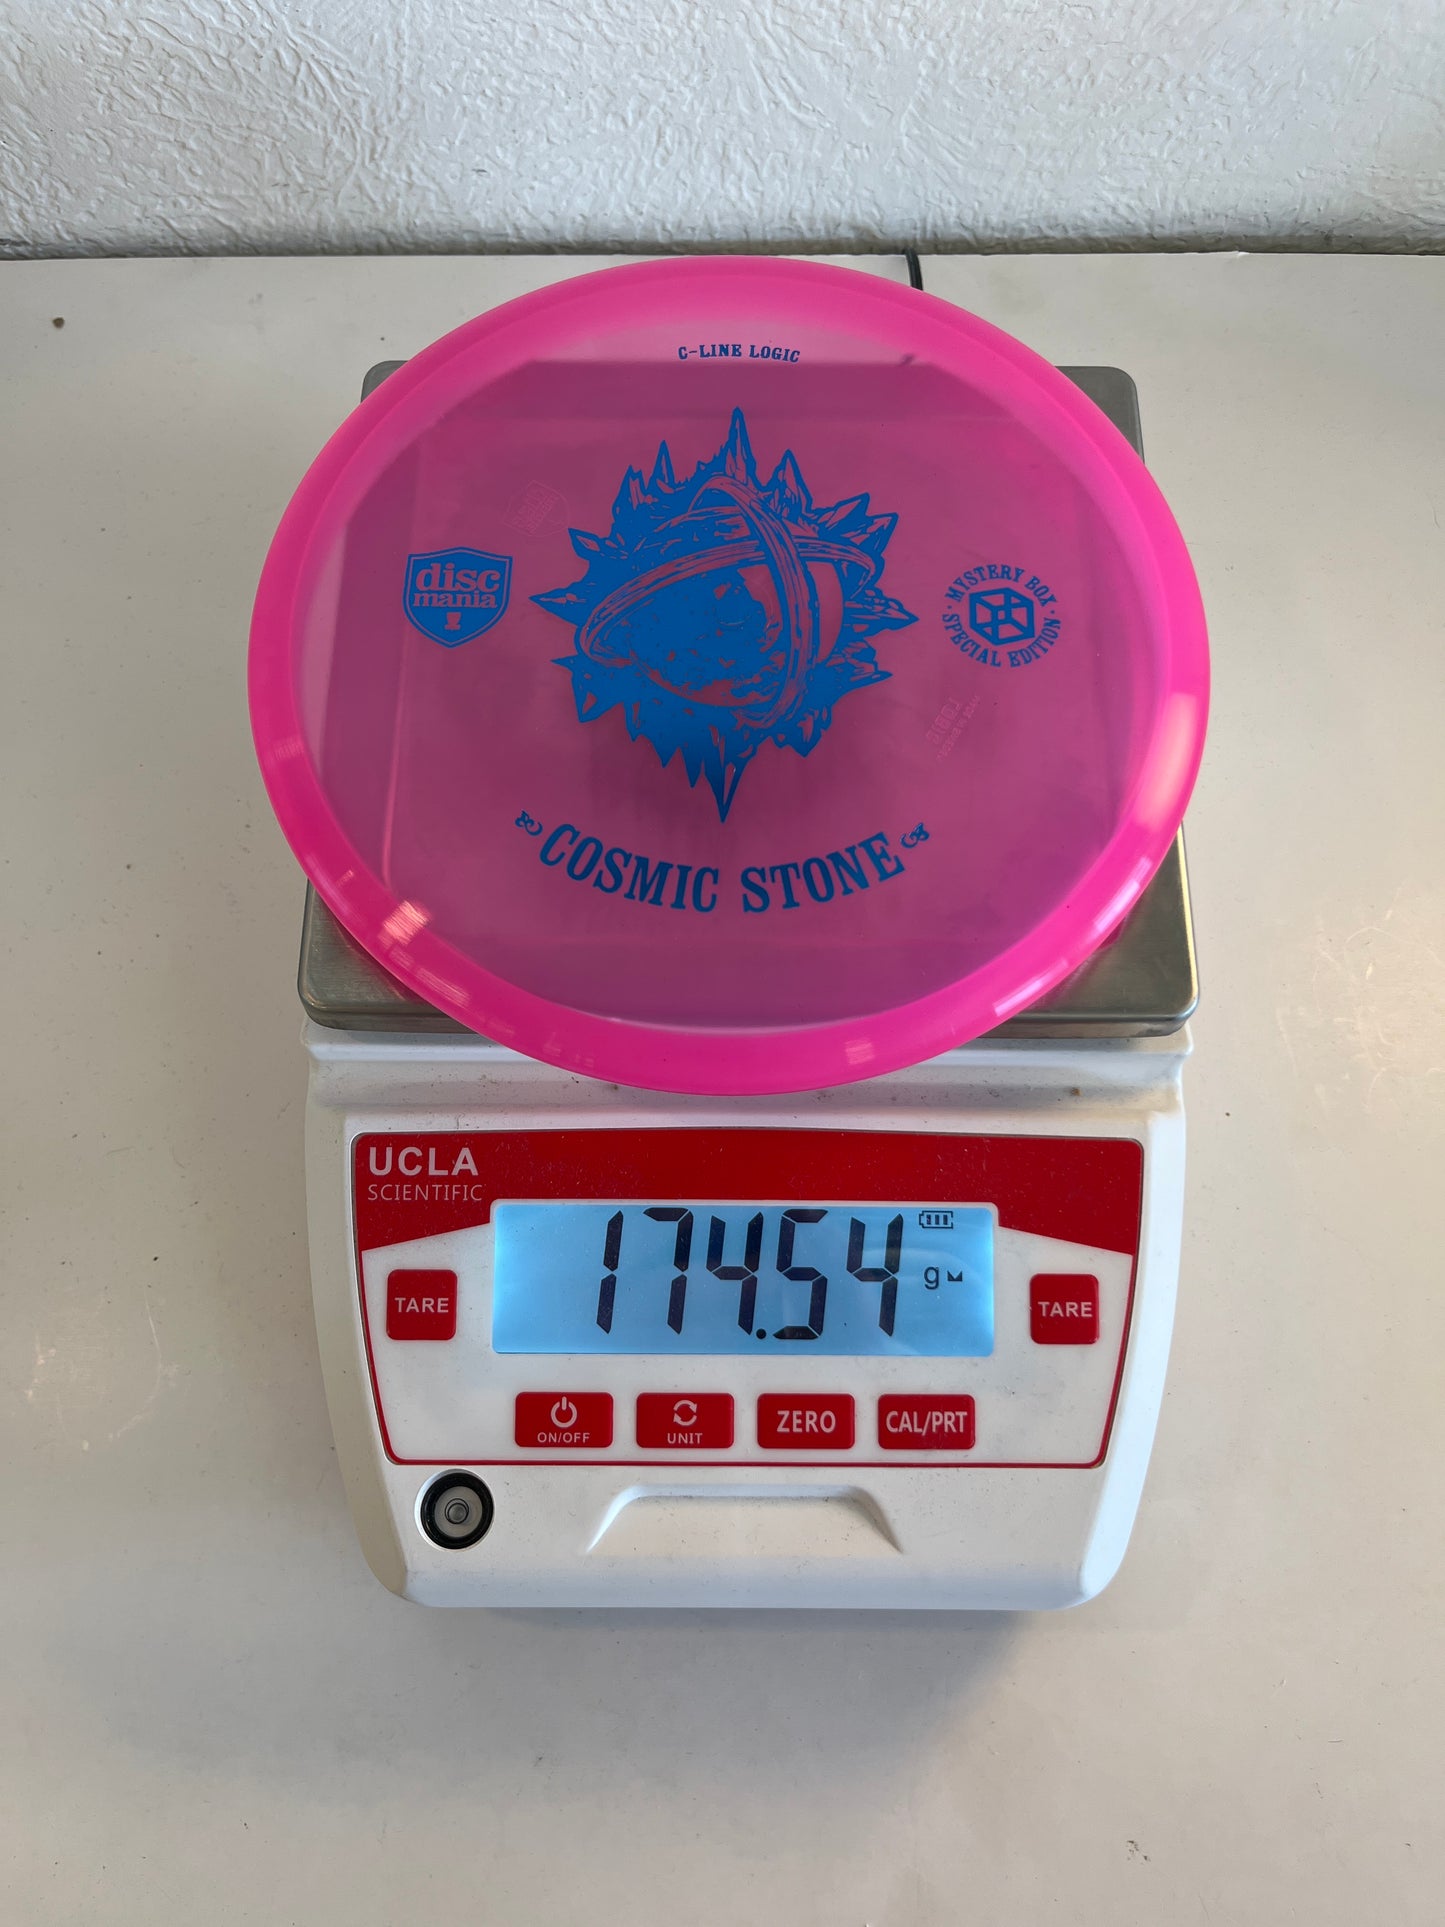 C-LINE LOGIC
disc
mania
MYSTERY BOX
SPECIAL EDITION
COSMIC STONE
UCLA
SCIENTIFIC
174.54 g
TARE
TARE
ON/OFF
UNIT
ZERO
CAL/PRT